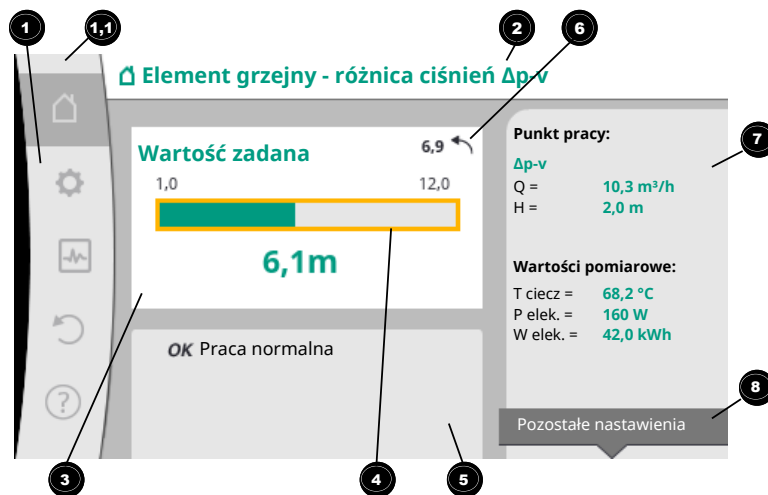 1
1,1
2
6
Element grzejny - różnica ciśnień Δp-v
Wartość zadana
6,9
1,0
12,0
6,1m
OK Praca normalna
Punkt pracy:
7
Δp-v
Q = 10,3 m³/h
H = 2,0 m
Wartości pomiarowe:
T ciecz = 68,2 °C
P elek. = 160 W
W elek. = 42,0 kWh
8
Pozostałe nastawienia
?
3
4
5